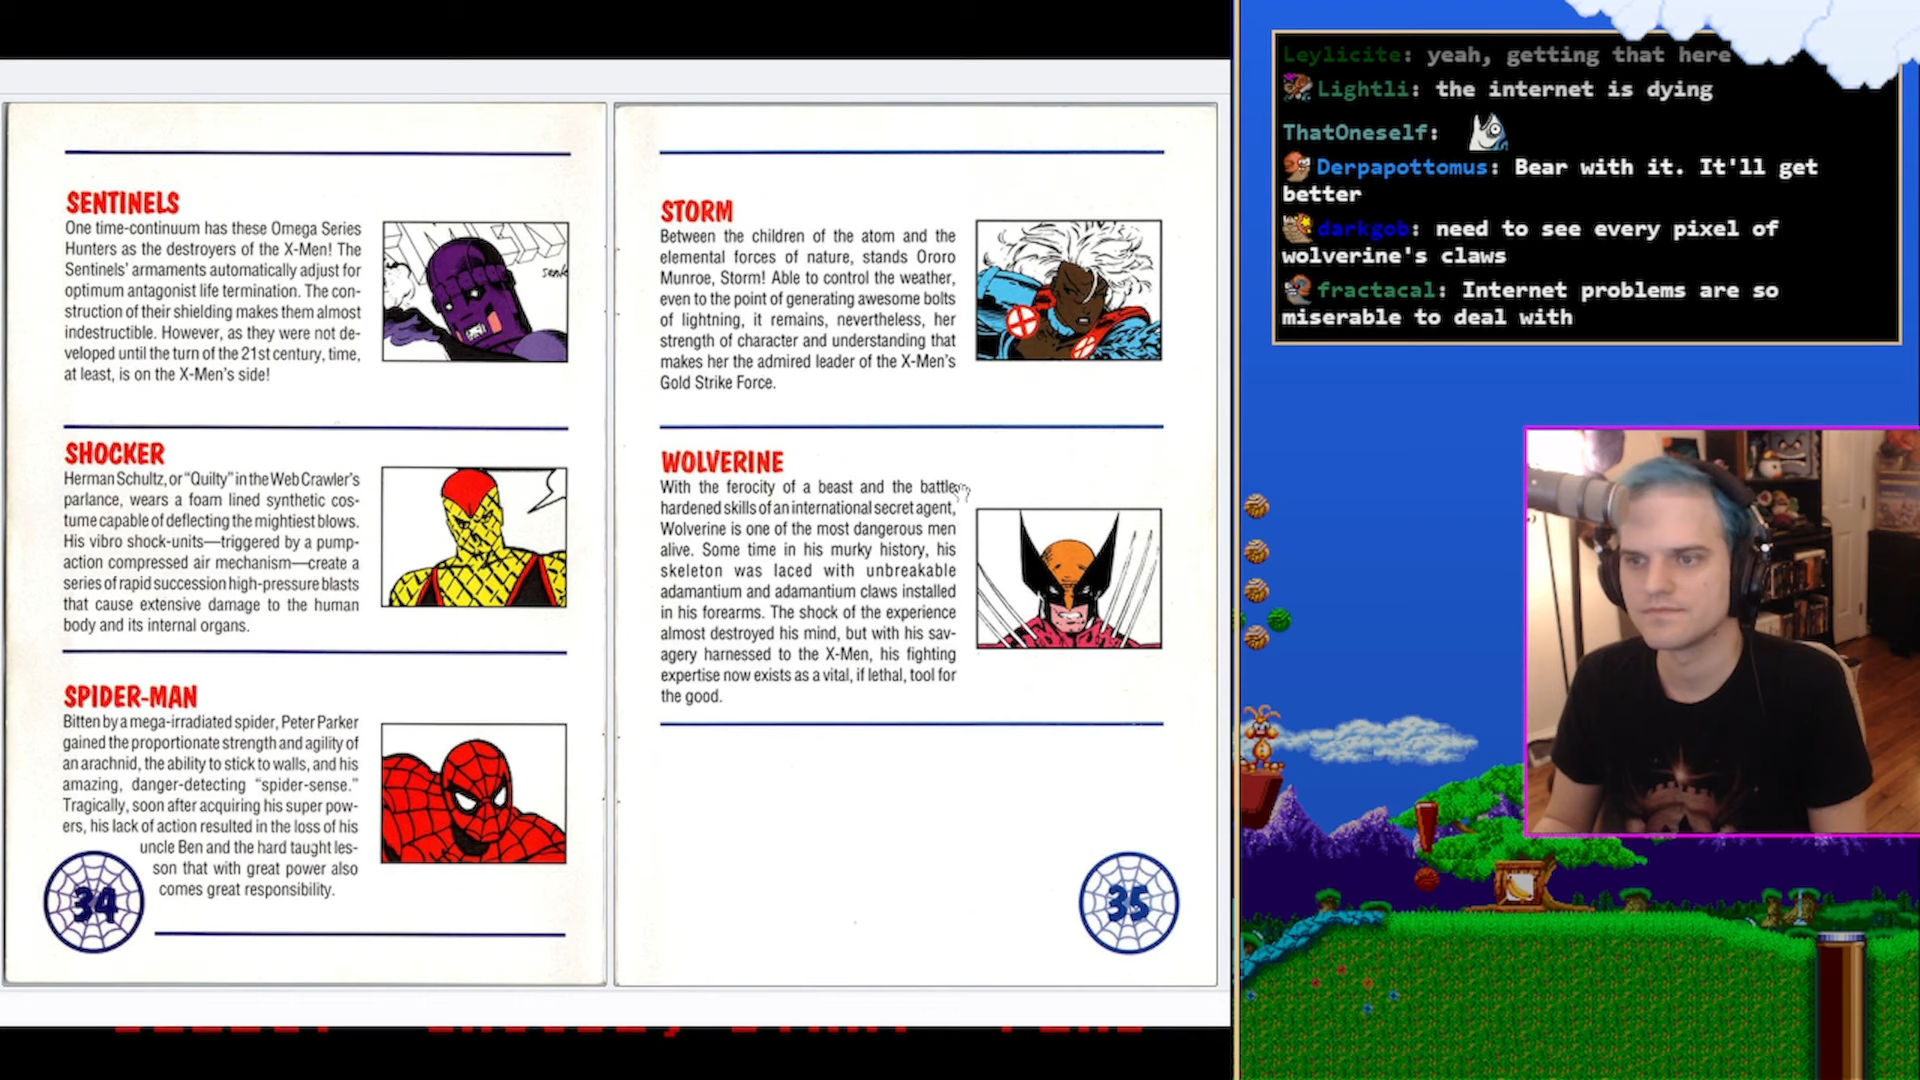 SENTINELS
One time-continuum has these Omega Series
Hunters as the destroyers of the X-Men! The
Sentinels' armaments automatically adjust for
optimum antagonist life termination. The con-
struction of their shielding makes them almost
indestructible. However, as they were not de-
veloped until the turn of the 21st century, time,
at least, is on the X-Men's side!
SHOCKER
Herman Schultz, or "Quilty" in the Web Crawler's
parlance, wears a foam lined synthetic cos-
tume capable of deflecting the mightiest blows.
His vibro shock-units—triggered by a pump-
action compressed air mechanism—create a
series of rapid succession high-pressure blasts
that cause extensive damage to the human
body and its internal organs.
SPIDER-MAN
Bitten by a mega-irradiated spider, Peter Parker
gained the proportionate strength and agility of
an arachnid, the ability to stick to walls, and his
amazing, danger-detecting "spider-sense."
Tragically, soon after acquiring his super pow-
ers, his lack of action resulted in the loss of his
uncle Ben and the hard taught les-
son that with great power also
comes great responsibility.
34
STORM
Between the children of the atom and the
elemental forces of nature, stands Ororo
Munroe, Storm! Able to control the weather,
even to the point of generating awesome bolts
of lightning, it remains, nevertheless, her
strength of character and understanding that
makes her the admired leader of the X-Men's
Gold Strike Force.
WOLVERINE
With the ferocity of a beast and the battle-
hardened skills of an international secret agent,
Wolverine is one of the most dangerous men
alive. Some time in his murky history, his
skeleton was laced with unbreakable
adamantium and adamantium claws installed
in his forearms. The shock of the experience
almost destroyed his mind, but with his sav-
agery harnessed to the X-Men, his fighting
expertise now exists as a vital, if lethal, tool for
the good.
35
Leylicite: yeah, getting that here
Lightli: the internet is dying
ThatOneself:
Derpapottomus: Bear with it. It'll get
better
darkgob: need to see every pixel of
wolverine's claws
fractacal: Internet problems are so
miserable to deal with